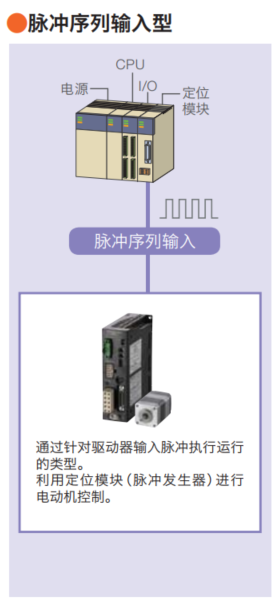 脉冲序列输入型
CPU
电源
I/O
定位
模块
脉冲序列输入
通过针对驱动器输入脉冲执行运行
的类型。
利用定位模块（脉冲发生器）进行
电动机控制。